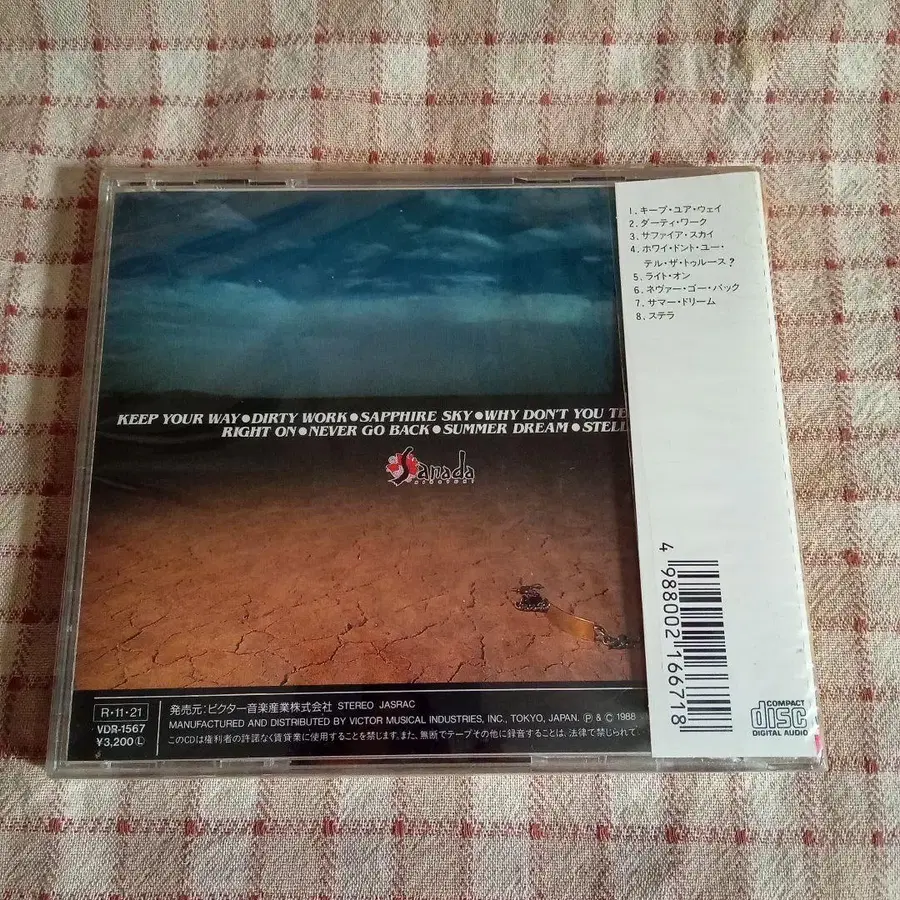 KEEP YOUR WAY●DIRTY WORK●SAPPHIRE SKY●WHY DON'T YOU TE
RIGHT ON●NEVER GO BACK●SUMMER DREAM●STELL
Sanada
R・11・21
VDR-1567
¥3,200Ⓛ
発売元:ビクター音楽産業株式会社 STEREO JASRAC
MANUFACTURED AND DISTRIBUTED BY VICTOR MUSICAL INDUSTRIES, INC., TOKYO, JAPAN. Ⓟ & © 1988
このCDは権利者の許諾なく賃貸業に使用することを禁じます。また、無断でテープその他に録音することは、法律で禁じられて
1. キープ・ユア・ウェイ
2. ダーティ・ワーク
3. サファイア・スカイ
4. ホワイ・ドント・ユー・
テル・ザ・トゥルース?
5. ライト・オン
6. ネヴァー・ゴー・バック
7. サマー・ドリーム
8. ステラ
4 988002 166718
COMPACT
disc
DIGITAL AUDIO